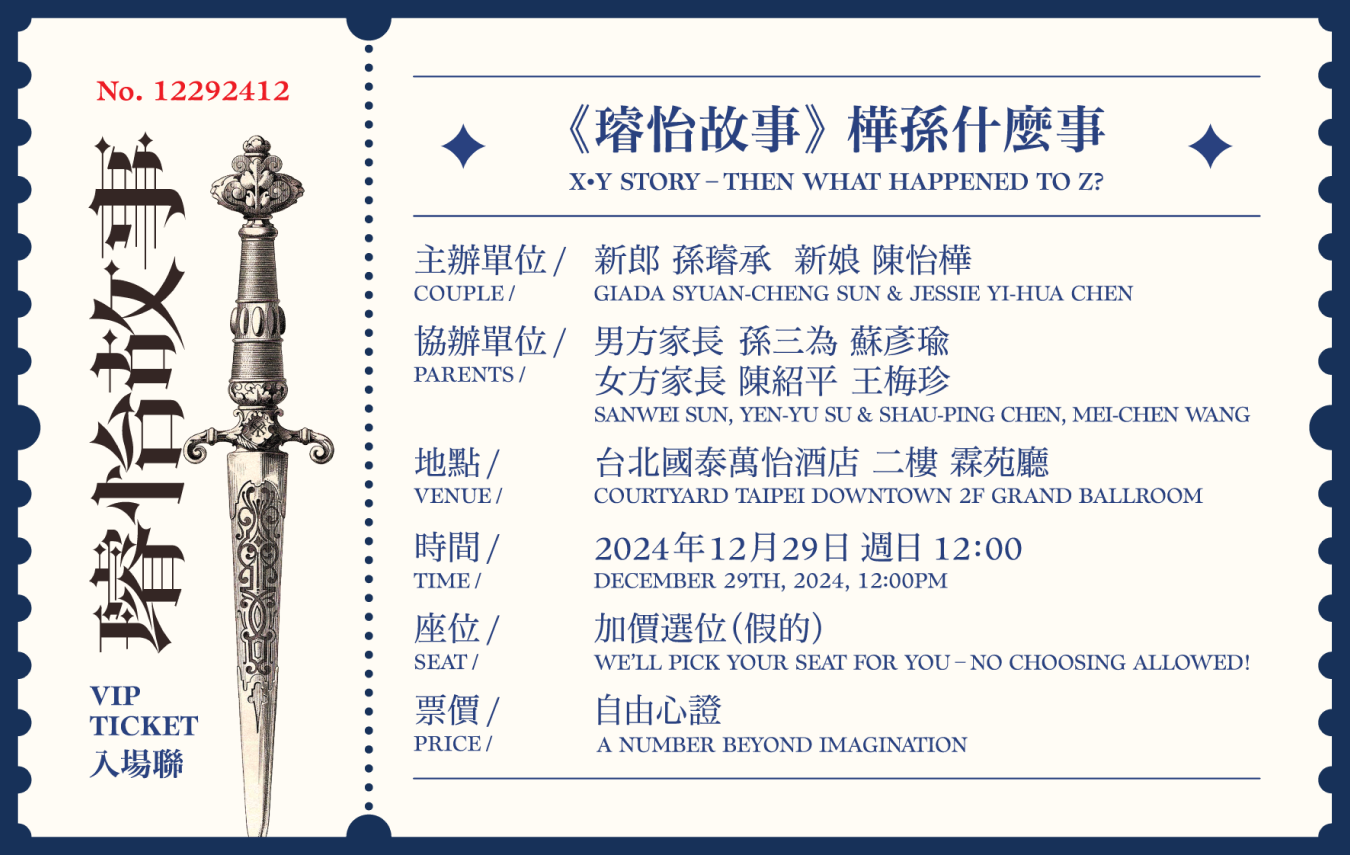 No. 12292412
璿怡故事
VIP
TICKET
入場聯
《璿怡故事》樺孫什麼事
X•Y STORY – THEN WHAT HAPPENED TO Z?
主辦單位 / 新郎 孫璿承 新娘 陳怡樺
COUPLE / GIADA SYUAN-CHENG SUN & JESSIE YI-HUA CHEN
協辦單位 / 男方家長 孫三為 蘇彥瑜
PARENTS / 女方家長 陳紹平 王梅珍
SANWEI SUN, YEN-YU SU & SHAU-PING CHEN, MEI-CHEN WANG
地點 / 台北國泰萬怡酒店 二樓 霖苑廳
VENUE / COURTYARD TAIPEI DOWNTOWN 2F GRAND BALLROOM
時間 / 2024年12月29日 週日 12:00
TIME / DECEMBER 29TH, 2024, 12:00PM
座位 / 加價選位(假的)
SEAT / WE'LL PICK YOUR SEAT FOR YOU – NO CHOOSING ALLOWED!
票價 / 自由心證
PRICE / A NUMBER BEYOND IMAGINATION